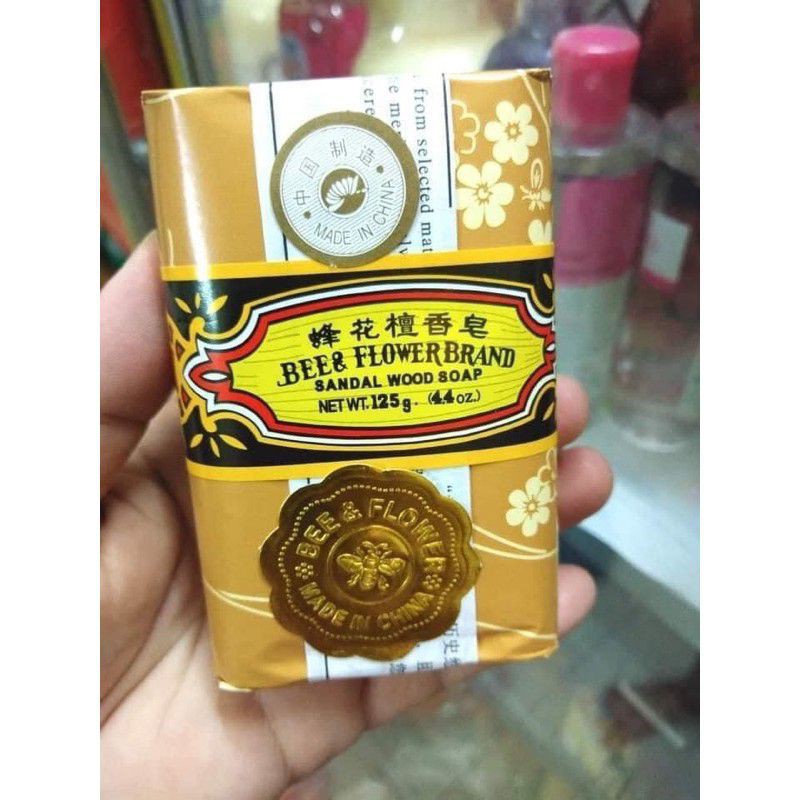 中国制造
MADE IN CHINA
from selected mat
蜂花檀香皂
BEE & FLOWER BRAND
SANDAL WOOD SOAP
NET WT. 125g. (4.4 oz.)
BEE & FLOWER
MADE IN CHINA